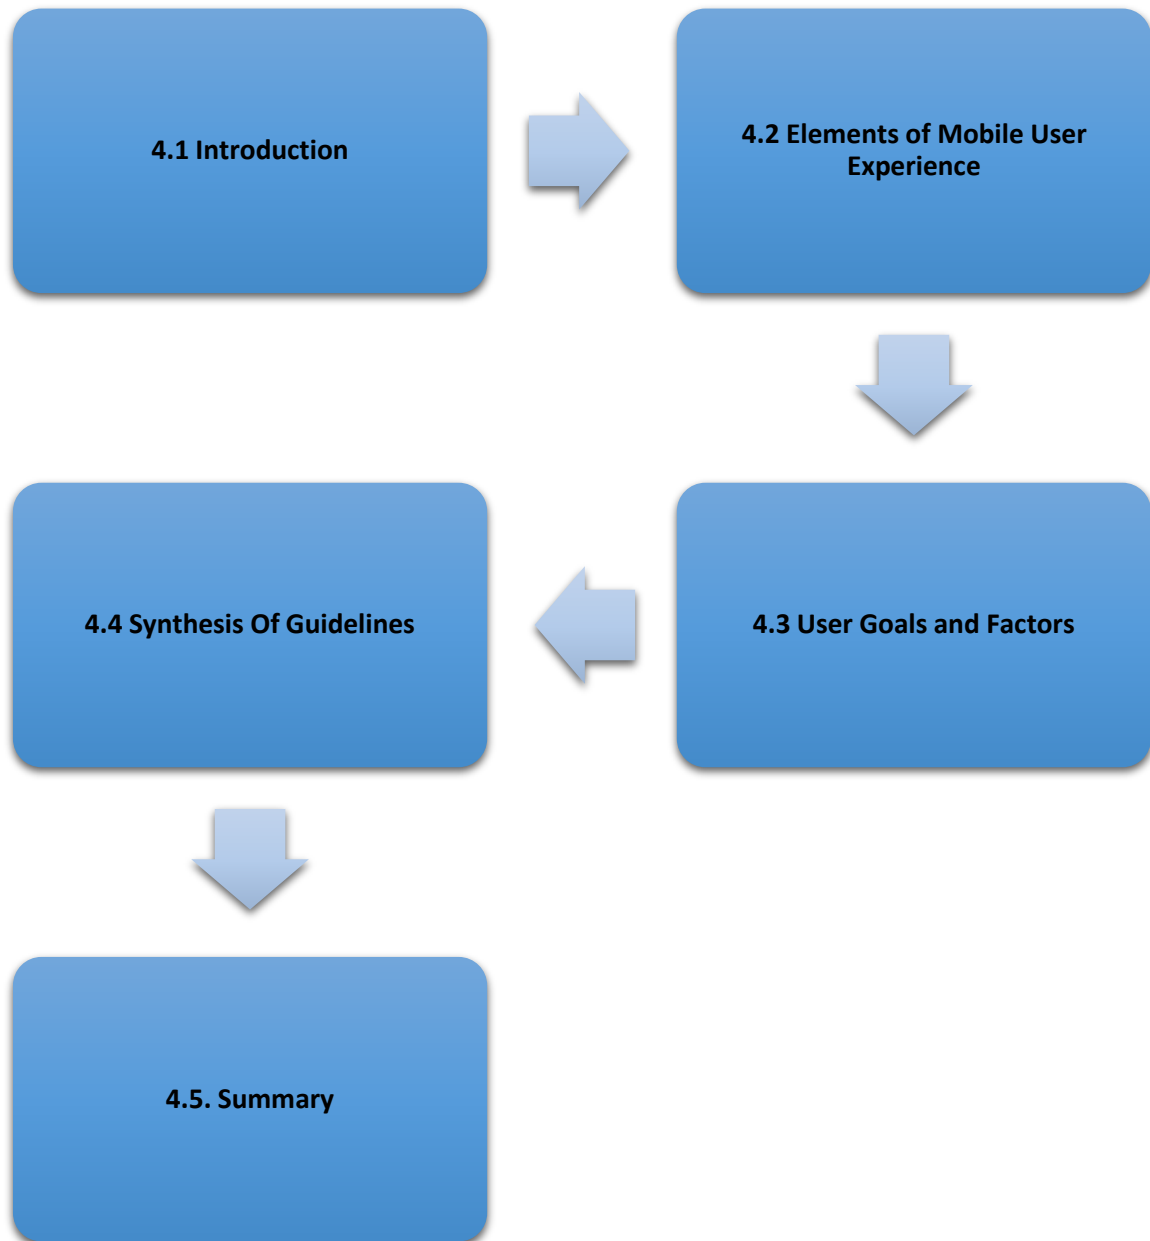 4.1 Introduction
4.2 Elements of Mobile User
Experience
4.3 User Goals and Factors
4.4 Synthesis Of Guidelines
4.5. Summary